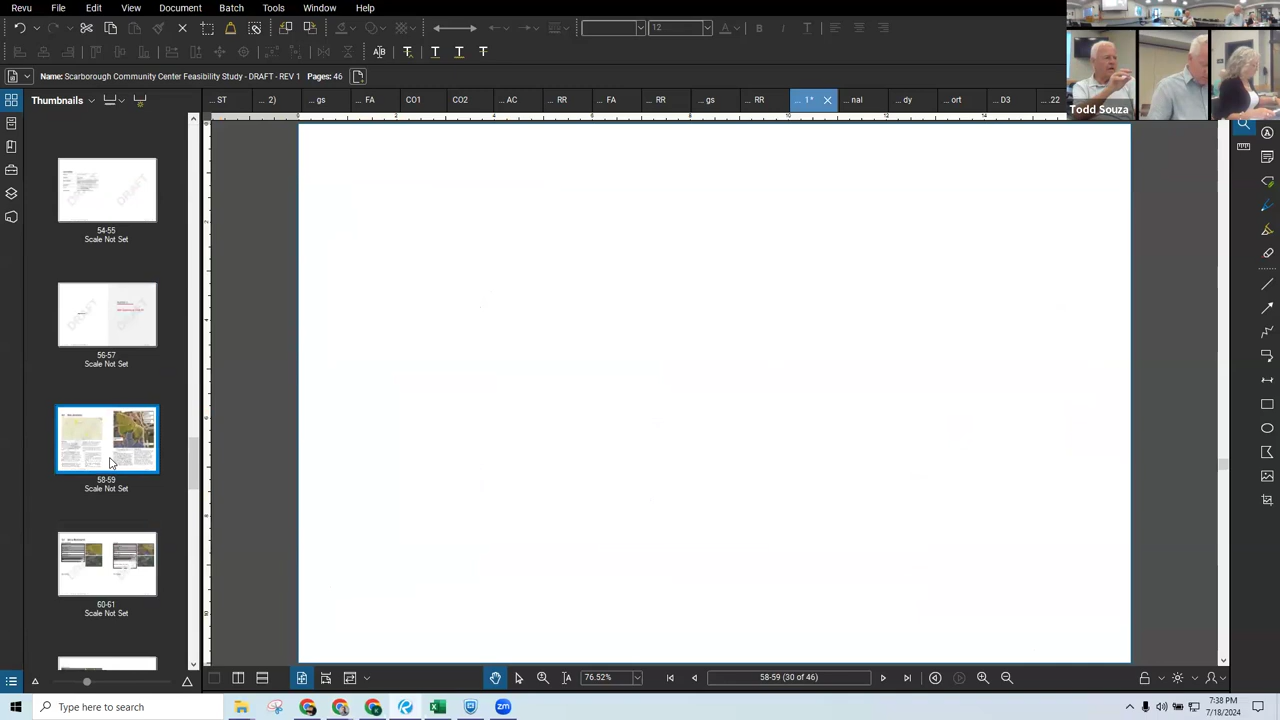 Revu File Edit View Document Batch Tools Window Help
12
Name: Scarborough Community Center Feasibility Study - DRAFT - REV 1 Pages: 46
Todd Souza
Thumbnails
... ST ... 2) ... gs ... FA CO1 CO2 ... AC ... RR ... FA ... RR ... gs ... RR ... 1* ... nal ... dy ... ort ... D3 ... .22
DRAFT
54-55
Scale Not Set
DRAFT
56-57
Scale Not Set
58-59
Scale Not Set
60-61
Scale Not Set
76.52%
58-59 (30 of 46)
Type here to search
zm
7:38 PM
7/18/2024